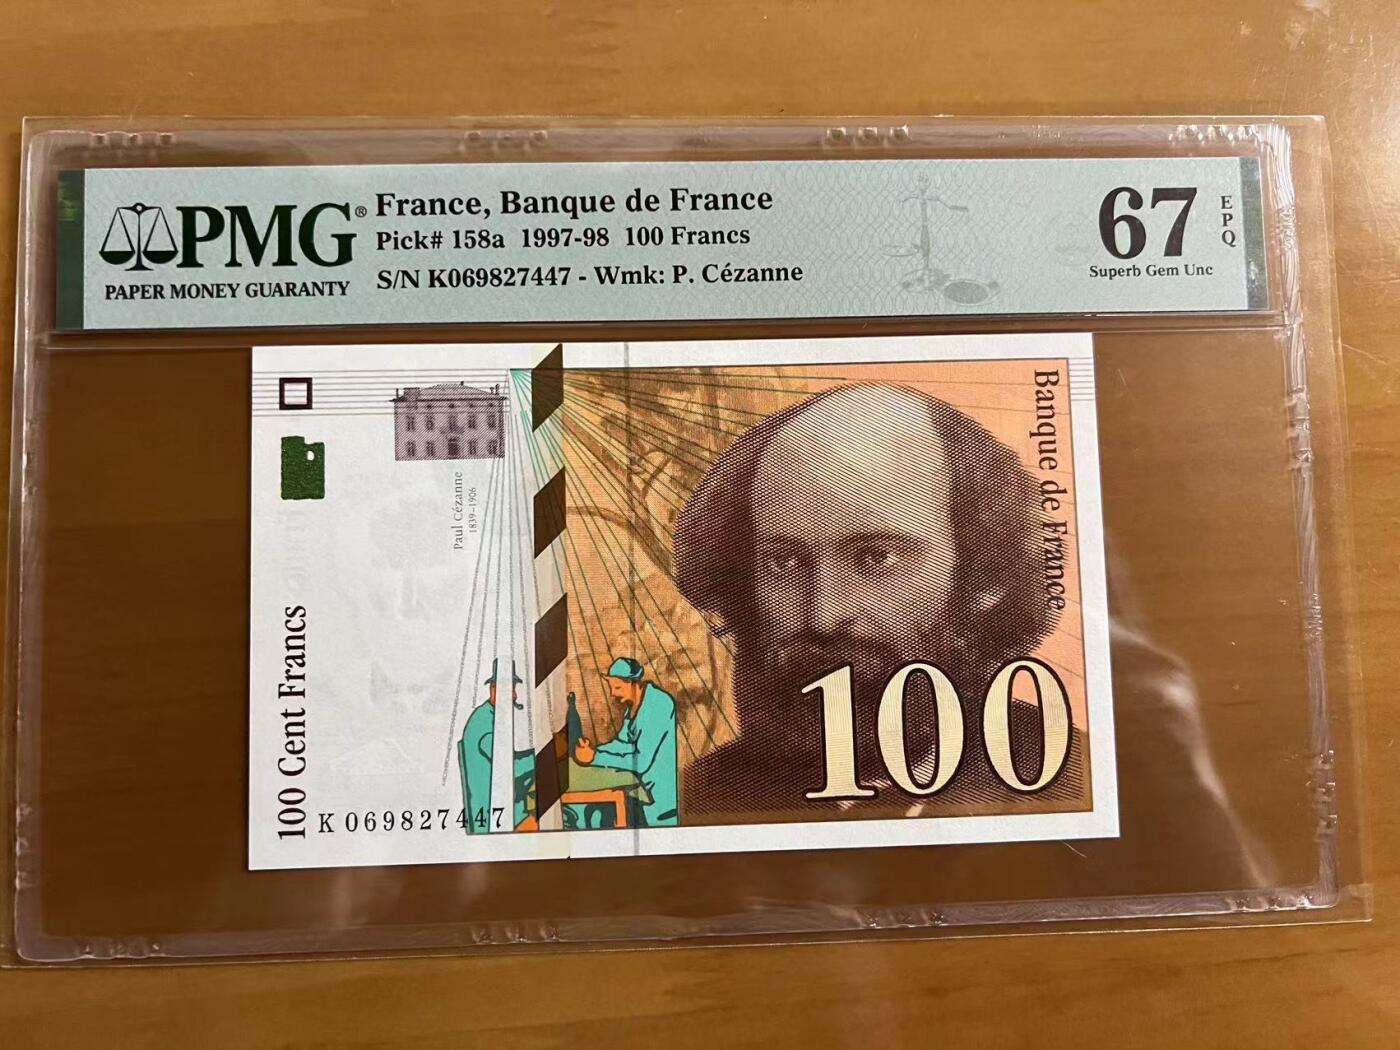 PMG®
PAPER MONEY GUARANTY
France, Banque de France
Pick# 158a 1997-98 100 Francs
S/N K069827447 - Wmk: P. Cézanne
67
EPQ
Superb Gem Unc
Banque de France
Paul Cézanne
1839-1906
100 Cent Francs
K 069827447
100